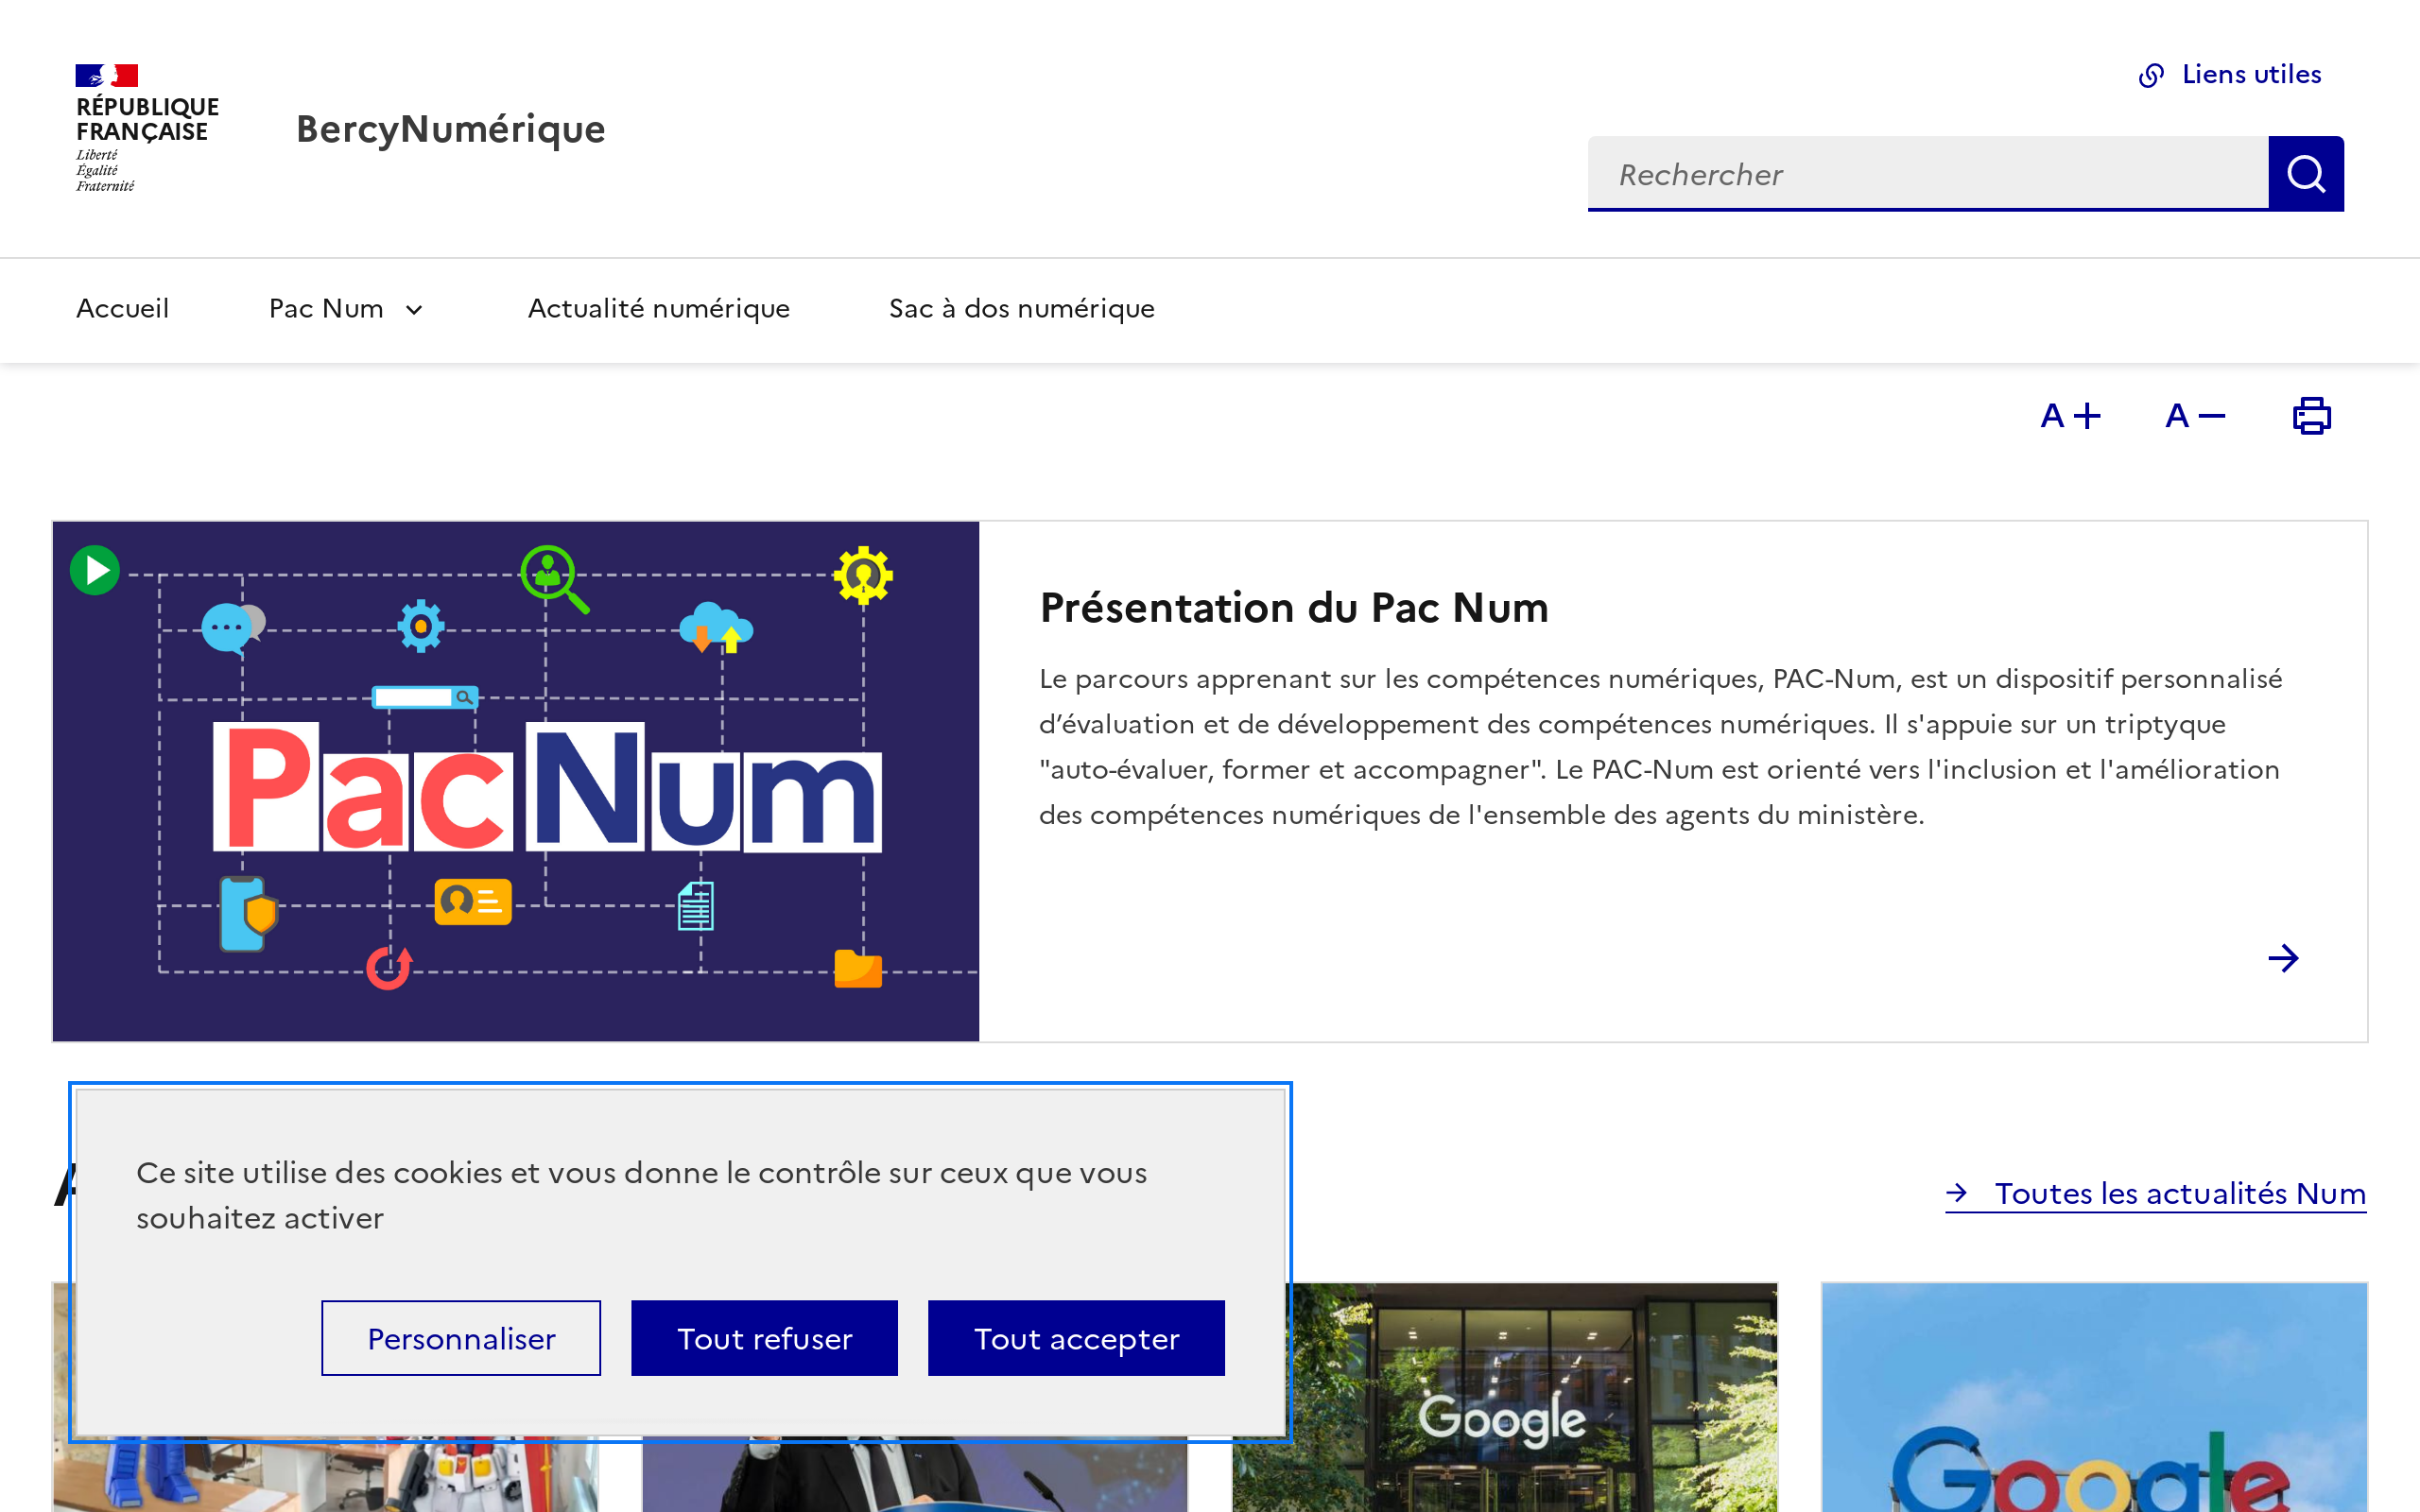 RÉPUBLIQUE
FRANÇAISE
Liberté
Égalité
Fraternité
BercyNumérique
Liens utiles
Rechercher
Accueil
Pac Num
Actualité numérique
Sac à dos numérique
A +
A −
Pac Num
Présentation du Pac Num
Le parcours apprenant sur les compétences numériques, PAC-Num, est un dispositif personnalisé
d’évaluation et de développement des compétences numériques. Il s'appuie sur un triptyque
"auto-évaluer, former et accompagner". Le PAC-Num est orienté vers l'inclusion et l'amélioration
des compétences numériques de l'ensemble des agents du ministère.
Toutes les actualités Num
Ce site utilise des cookies et vous donne le contrôle sur ceux que vous
souhaitez activer
Personnaliser
Tout refuser
Tout accepter
Google
Google